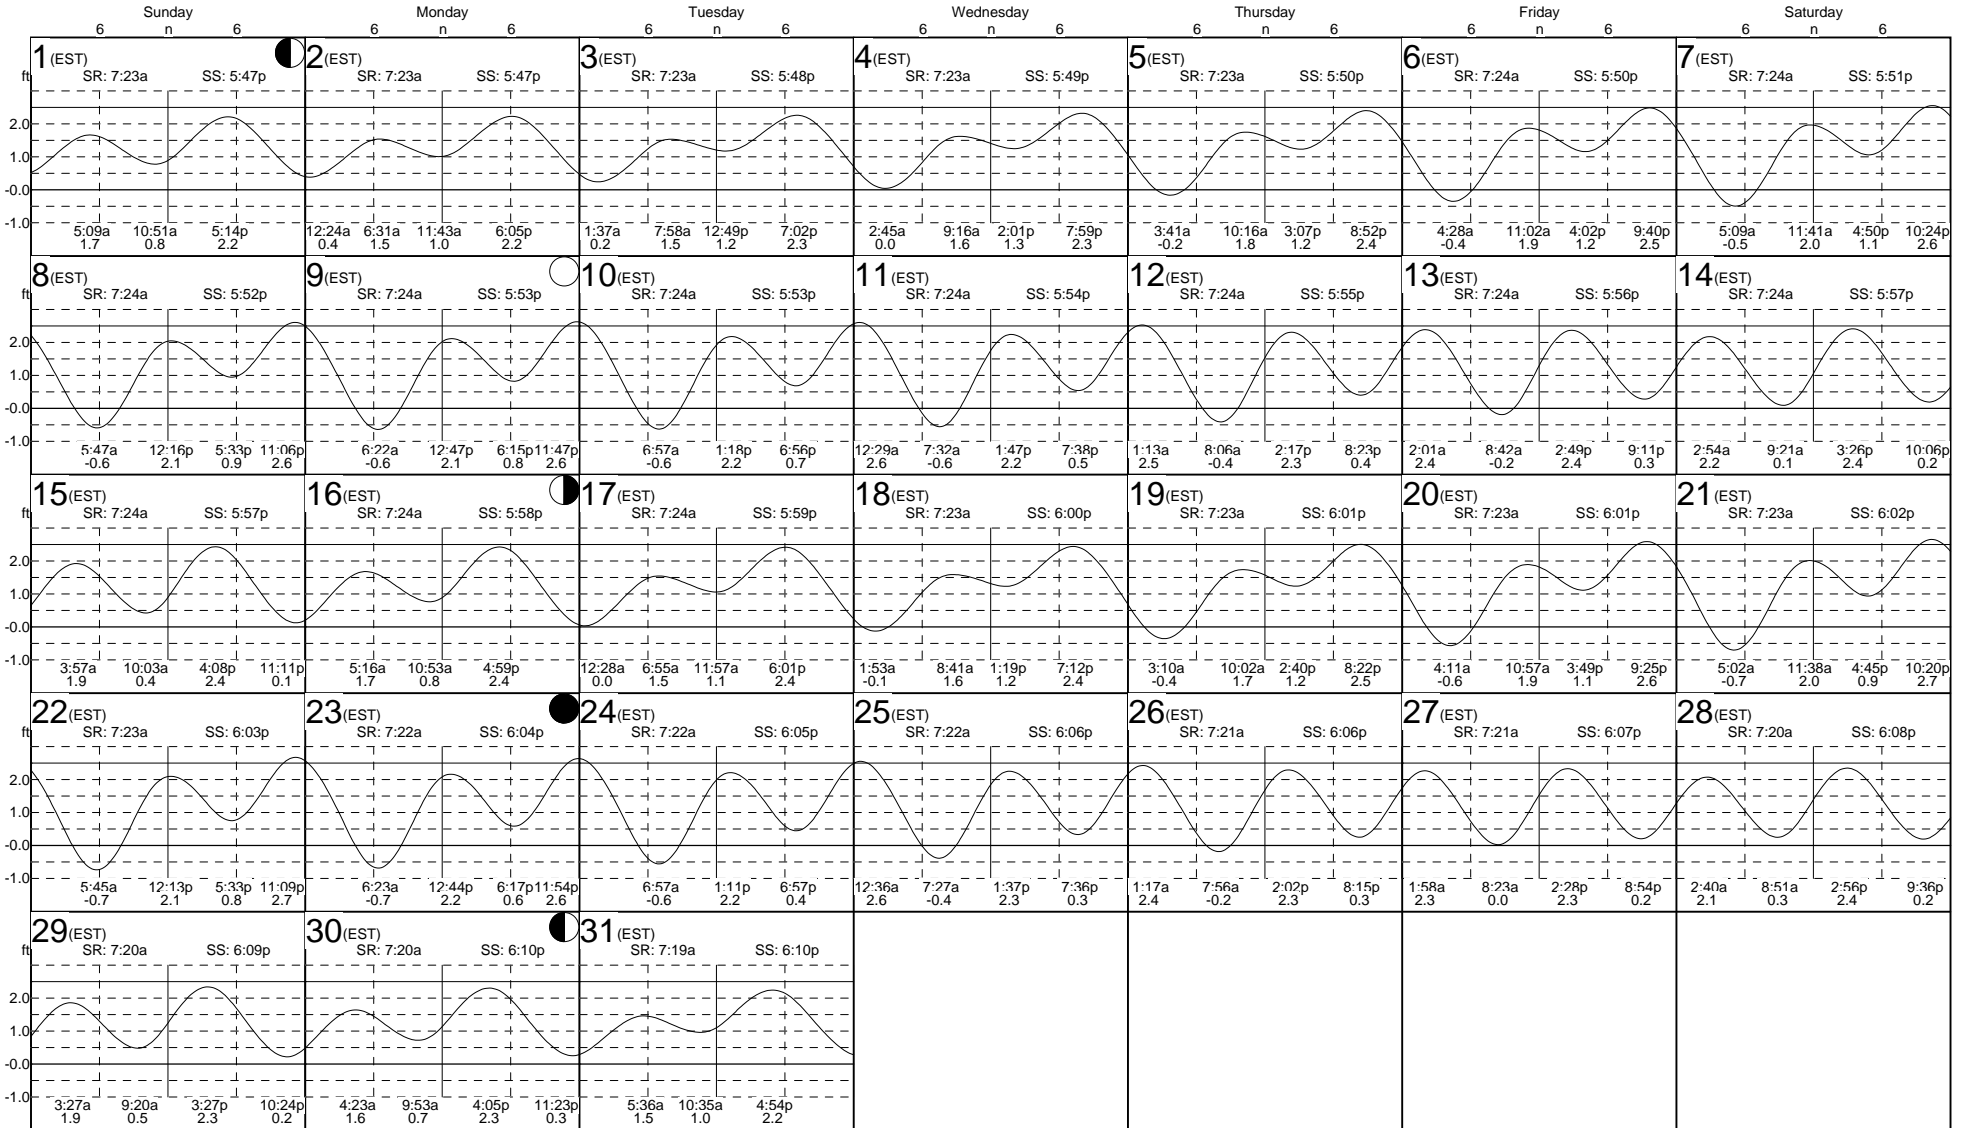 Sunday Monday Tuesday Wednesday Thursday Friday Saturday
6 n 6 6 n 6 6 n 6 6 n 6 6 n 6 6 n 6 6 n 6
1(EST) 2(EST) 3(EST) 4(EST) 5(EST) 6(EST) 7(EST)
ft SR: 7:23a SS: 5:47p SR: 7:23a SS: 5:47p SR: 7:23a SS: 5:48p SR: 7:23a SS: 5:49p SR: 7:23a SS: 5:50p SR: 7:24a SS: 5:50p SR: 7:24a SS: 5:51p
2.0
1.0
-0.0
-1.0
5:09a 10:51a 5:14p 12:24a 6:31a 11:43a 6:05p 1:37a 7:58a 12:49p 7:02p 2:45a 9:16a 2:01p 7:59p 3:41a 10:16a 3:07p 8:52p 4:28a 11:02a 4:02p 9:40p 5:09a 11:41a 4:50p 10:24p
1.7 0.8 2.2 0.4 1.5 1.0 2.2 0.2 1.5 1.2 2.3 0.0 1.6 1.3 2.3 -0.2 1.8 1.2 2.4 -0.4 1.9 1.2 2.5 -0.5 2.0 1.1 2.6
8(EST) 9(EST) 10(EST) 11(EST) 12(EST) 13(EST) 14(EST)
ft SR: 7:24a SS: 5:52p SR: 7:24a SS: 5:53p SR: 7:24a SS: 5:53p SR: 7:24a SS: 5:54p SR: 7:24a SS: 5:55p SR: 7:24a SS: 5:56p SR: 7:24a SS: 5:57p
2.0
1.0
-0.0
-1.0
5:47a 12:16p 5:33p 11:06p 6:22a 12:47p 6:15p 11:47p 6:57a 1:18p 6:56p 12:29a 7:32a 1:47p 7:38p 1:13a 8:06a 2:17p 8:23p 2:01a 8:42a 2:49p 9:11p 2:54a 9:21a 3:26p 10:06p
-0.6 2.1 0.9 2.6 -0.6 2.1 0.8 2.6 -0.6 2.2 0.7 2.6 -0.6 2.2 0.5 2.5 -0.4 2.3 0.4 2.4 -0.2 2.4 0.3 2.2 0.1 2.4 0.2
15(EST) 16(EST) 17(EST) 18(EST) 19(EST) 20(EST) 21(EST)
ft SR: 7:24a SS: 5:57p SR: 7:24a SS: 5:58p SR: 7:24a SS: 5:59p SR: 7:23a SS: 6:00p SR: 7:23a SS: 6:01p SR: 7:23a SS: 6:01p SR: 7:23a SS: 6:02p
2.0
1.0
-0.0
-1.0
3:57a 10:03a 4:08p 11:11p 5:16a 10:53a 4:59p 12:28a 6:55a 11:57a 6:01p 1:53a 8:41a 1:19p 7:12p 3:10a 10:02a 2:40p 8:22p 4:11a 10:57a 3:49p 9:25p 5:02a 11:38a 4:45p 10:20p
1.9 0.4 2.4 0.1 1.7 0.8 2.4 0.0 1.5 1.1 2.4 -0.1 1.6 1.2 2.4 -0.4 1.7 1.2 2.5 -0.6 1.9 1.1 2.6 -0.7 2.0 0.9 2.7
22(EST) 23(EST) 24(EST) 25(EST) 26(EST) 27(EST) 28(EST)
ft SR: 7:23a SS: 6:03p SR: 7:22a SS: 6:04p SR: 7:22a SS: 6:05p SR: 7:22a SS: 6:06p SR: 7:21a SS: 6:06p SR: 7:21a SS: 6:07p SR: 7:20a SS: 6:08p
2.0
1.0
-0.0
-1.0
5:45a 12:13p 5:33p 11:09p 6:23a 12:44p 6:17p 11:54p 6:57a 1:11p 6:57p 12:36a 7:27a 1:37p 7:36p 1:17a 7:56a 2:02p 8:15p 1:58a 8:23a 2:28p 8:54p 2:40a 8:51a 2:56p 9:36p
-0.7 2.1 0.8 2.7 -0.7 2.2 0.6 2.6 -0.6 2.2 0.4 2.6 -0.4 2.3 0.3 2.4 -0.2 2.3 0.3 2.3 0.0 2.3 0.2 2.1 0.3 2.4 0.2
29(EST) 30(EST) 31(EST)
ft SR: 7:20a SS: 6:09p SR: 7:20a SS: 6:10p SR: 7:19a SS: 6:10p
2.0
1.0
-0.0
-1.0
3:27a 9:20a 3:27p 10:24p 4:23a 9:53a 4:05p 11:23p 5:36a 10:35a 4:54p
1.9 0.5 2.3 0.2 1.6 0.7 2.3 0.3 1.5 1.0 2.2